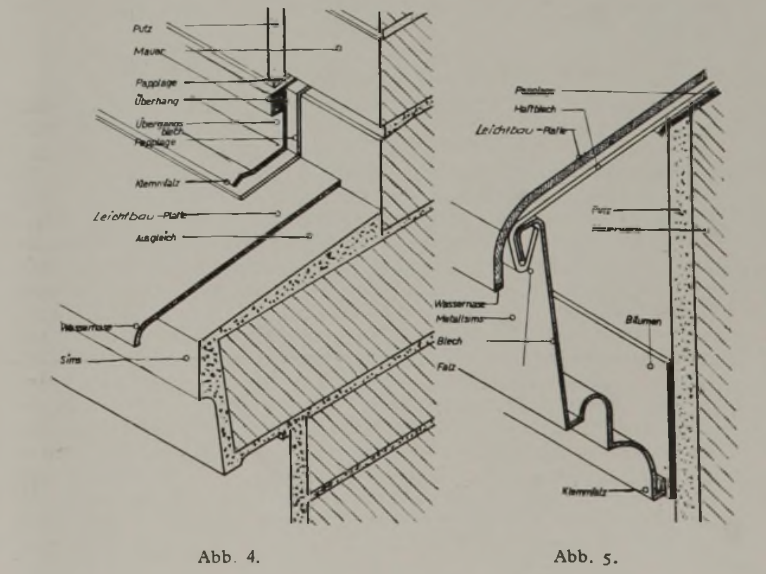 Putz
Mauer
Papplage
Überhang
Übergangs
blech
Papplage
Klemmfalz
Leichtbau-Platte
Ausgleich
Wassernase
Sims
Abb. 4.
Papplage
Haftblech
Leichtbau-Platte
Putz
Wassernase
Metallsims
Blech
Falz
Bäumen
Klemmfalz
Abb. 5.